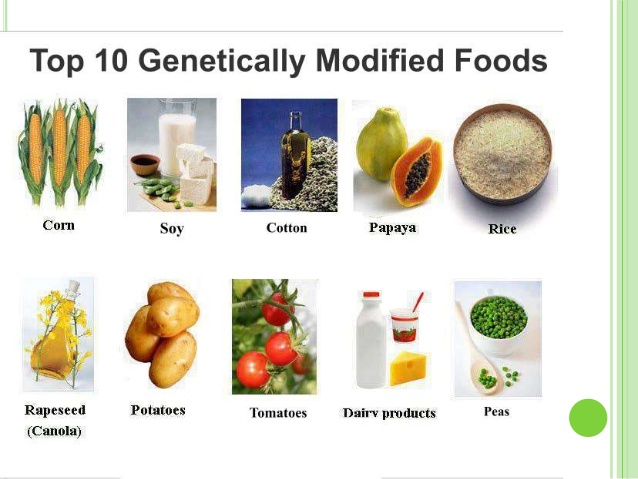 Top 10 Genetically Modified Foods
Corn
Soy
Cotton
Papaya
Rice
Rapeseed
(Canola)
Potatoes
Tomatoes
Dairy products
Peas